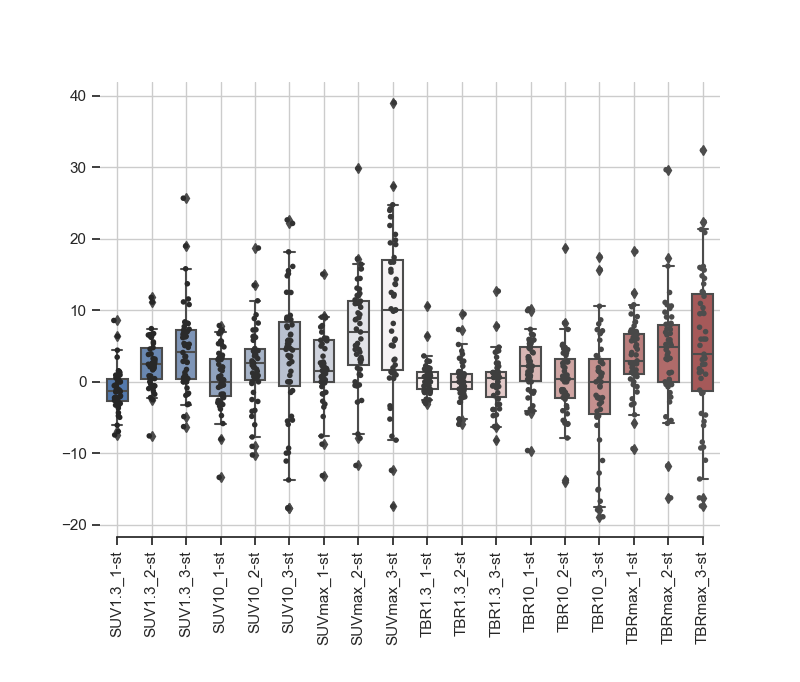 40
30
20
10
0
−10
−20
SUV1.3_1-st
SUV1.3_2-st
SUV1.3_3-st
SUV10_1-st
SUV10_2-st
SUV10_3-st
SUVmax_1-st
SUVmax_2-st
SUVmax_3-st
TBR1.3_1-st
TBR1.3_2-st
TBR1.3_3-st
TBR10_1-st
TBR10_2-st
TBR10_3-st
TBRmax_1-st
TBRmax_2-st
TBRmax_3-st